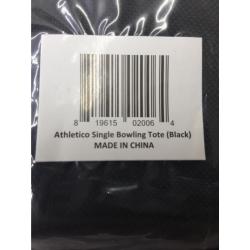 8 19615 02006 4
Athletico Single Bowling Tote (Black)
MADE IN CHINA